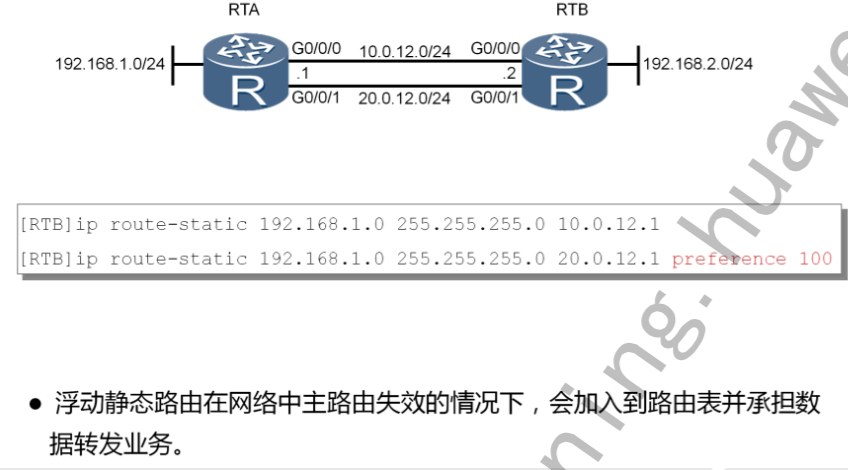 RTA RTB
G0/0/0 10.0.12.0/24 G0/0/0
192.168.1.0/24 192.168.2.0/24
.1 .2
R R
G0/0/1 20.0.12.0/24 G0/0/1
[RTB]ip route-static 192.168.1.0 255.255.255.0 10.0.12.1
[RTB]ip route-static 192.168.1.0 255.255.255.0 20.0.12.1 preference 100
● 浮动静态路由在网络中主路由失效的情况下，会加入到路由表并承担数
据转发业务。
ning.huawe